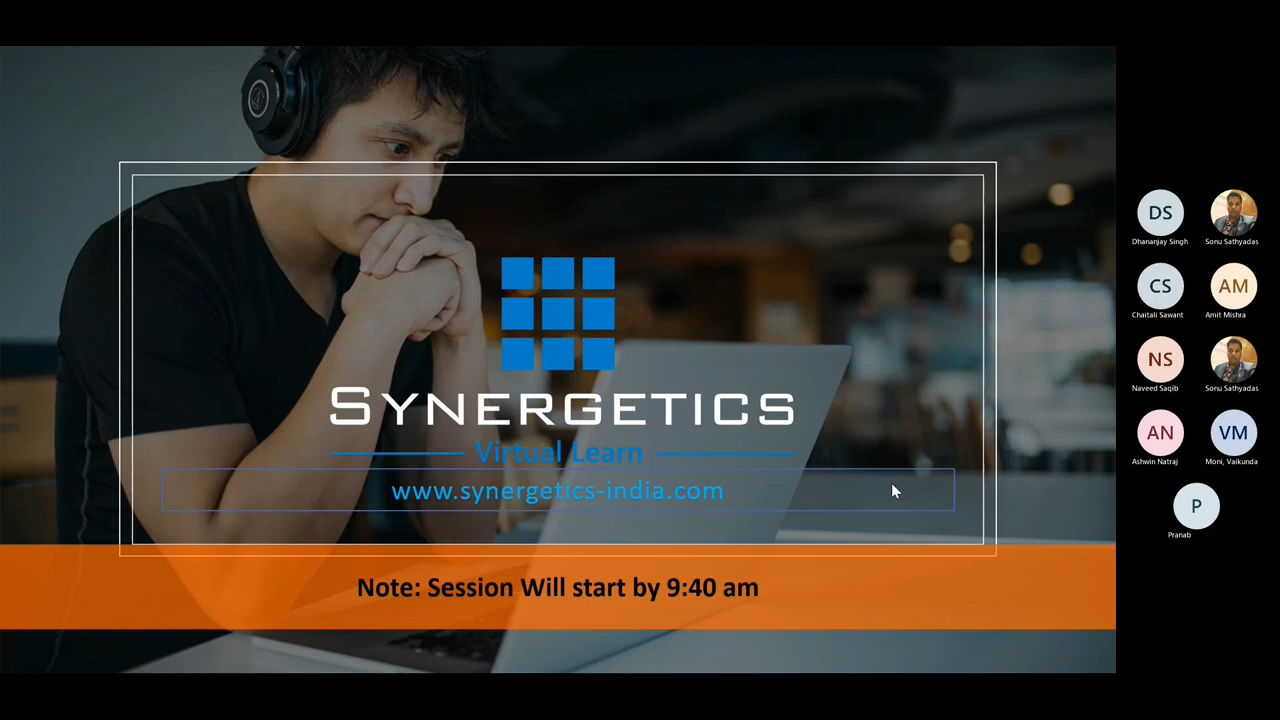 SYNERGETICS
Virtual Learn
www.synergetics-india.com
Note: Session Will start by 9:40 am
DS
Dhananjay Singh
Sonu Sathyadas
CS
Chaitali Sawant
AM
Amit Mishra
NS
Naveed Saqib
Sonu Sathyadas
AN
Ashwin Natraj
VM
Moni, Vaikunda
P
Pranab